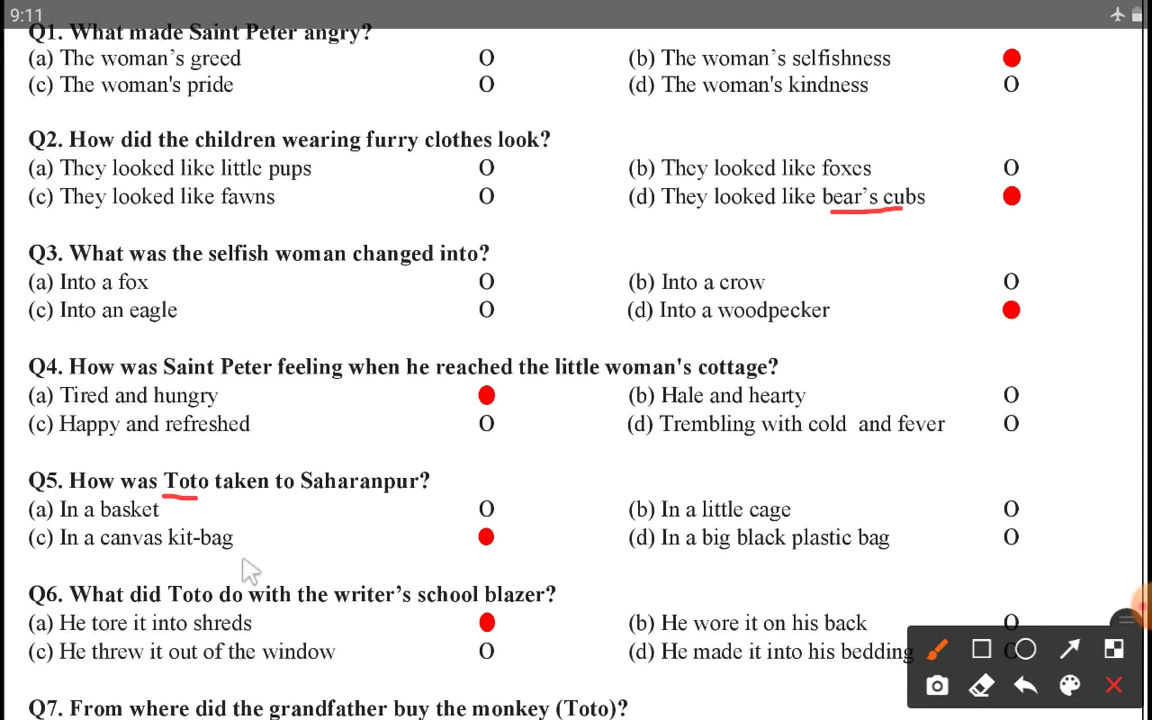 9:11
Q1. What made Saint Peter angry?
(a) The woman’s greed O (b) The woman’s selfishness
(c) The woman's pride O (d) The woman's kindness O
Q2. How did the children wearing furry clothes look?
(a) They looked like little pups O (b) They looked like foxes O
(c) They looked like fawns O (d) They looked like bear’s cubs
Q3. What was the selfish woman changed into?
(a) Into a fox O (b) Into a crow O
(c) Into an eagle O (d) Into a woodpecker
Q4. How was Saint Peter feeling when he reached the little woman's cottage?
(a) Tired and hungry (b) Hale and hearty O
(c) Happy and refreshed O (d) Trembling with cold and fever O
Q5. How was Toto taken to Saharanpur?
(a) In a basket O (b) In a little cage O
(c) In a canvas kit-bag (d) In a big black plastic bag O
Q6. What did Toto do with the writer’s school blazer?
(a) He tore it into shreds (b) He wore it on his back O
(c) He threw it out of the window O (d) He made it into his bedding O
Q7. From where did the grandfather buy the monkey (Toto)?